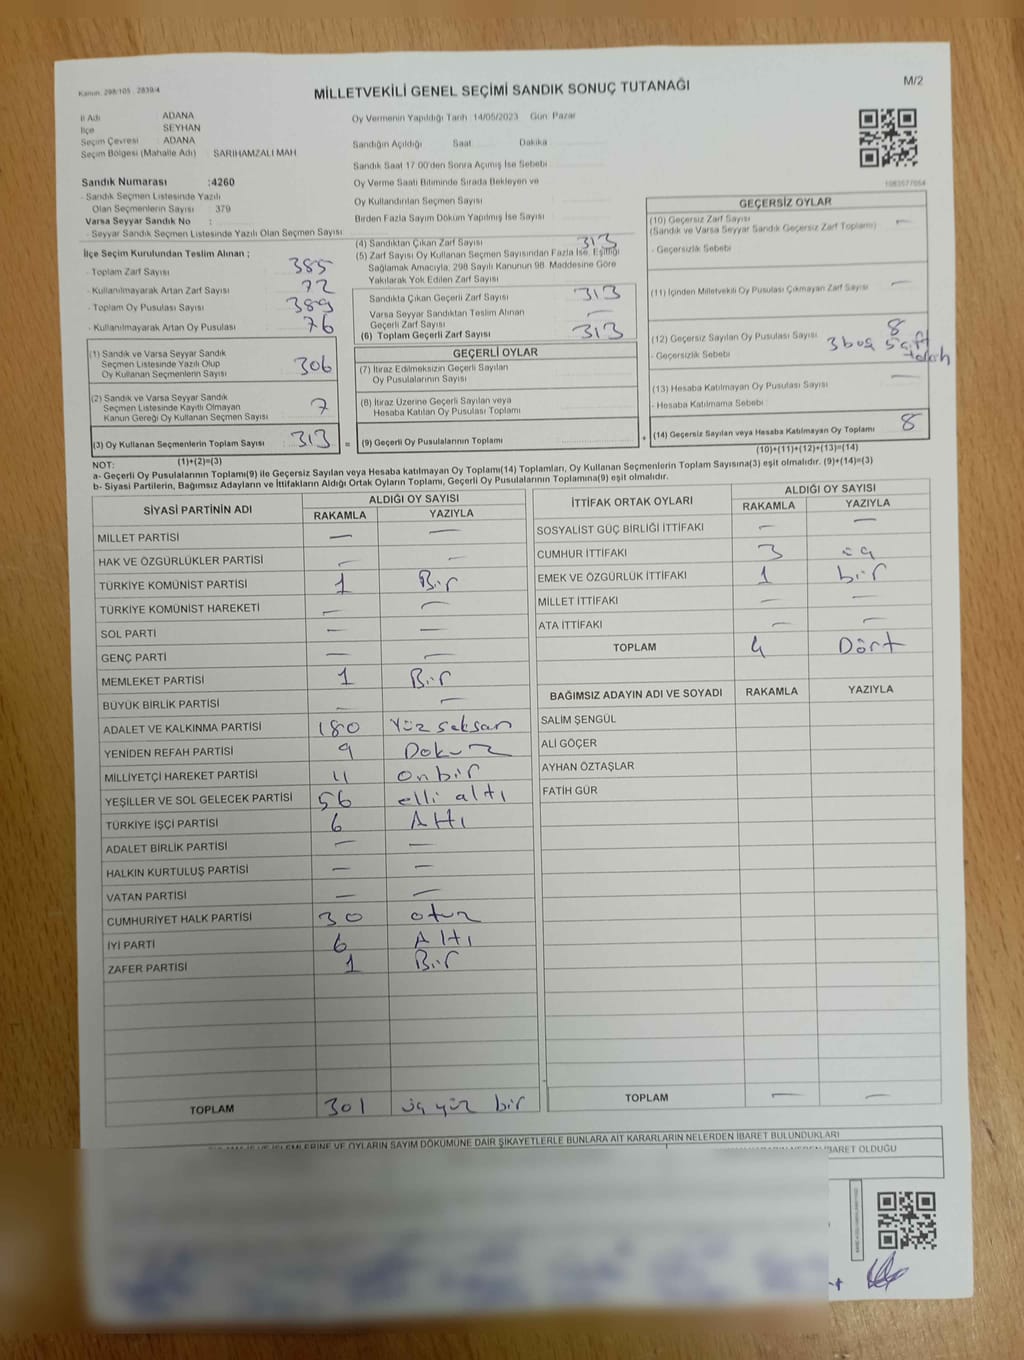 Kanun: 298/105 , 2839/4
MİLLETVEKİLİ GENEL SEÇİMİ SANDIK SONUÇ TUTANAĞI
M/2
İl Adı ADANA
İlçe SEYHAN
Seçim Çevresi ADANA
Seçim Bölgesi (Mahalle Adı) SARIHAMZALI MAH
Oy Vermenin Yapıldığı Tarih 14/05/2023 Gün: Pazar
Sandığın Açıldığı Saat Dakika
Sandık Saat 17.00'den Sonra Açımış İse Sebebi
Oy Verme Saati Bitiminde Sırada Bekleyen ve
Oy Kullandırılan Seçmen Sayısı
Birden Fazla Sayım Döküm Yapılmış İse Sayısı
Sandık Numarası :4260
- Sandık Seçmen Listesinde Yazılı
Olan Seçmenlerin Sayısı : 379
Varsa Seyyar Sandık No :
- Seyyar Sandık Seçmen Listesinde Yazılı Olan Seçmen Sayısı
İlçe Seçim Kurulundan Teslim Alınan ;
- Toplam Zarf Sayısı 385
- Kullanılmayarak Artan Zarf Sayısı 72
- Toplam Oy Pusulası Sayısı 389
- Kullanılmayarak Artan Oy Pusulası 76
(1) Sandık ve Varsa Seyyar Sandık
Seçmen Listesinde Yazılı Olup
Oy Kullanan Seçmenlerin Sayısı 306
(2) Sandık ve Varsa Seyyar Sandık
Seçmen Listesinde Kayıtlı Olmayan
Kanun Gereği Oy Kullanan Seçmen Sayısı 7
(3) Oy Kullanan Seçmenlerin Toplam Sayısı 313 =
(1)+(2)=(3)
(4) Sandıktan Çıkan Zarf Sayısı 313
(5) Zarf Sayısı Oy Kullanan Seçmen Sayısından Fazla İse, Eşitliği
Sağlamak Amacıyla, 298 Sayılı Kanunun 98. Maddesine Göre
Yakılarak Yok Edilen Zarf Sayısı
Sandıkta Çıkan Geçerli Zarf Sayısı 313
Varsa Seyyar Sandıktan Teslim Alınan
Geçerli Zarf Sayısı —
(6) Toplam Geçerli Zarf Sayısı 313
GEÇERLİ OYLAR
(7) İtiraz Edilmeksizin Geçerli Sayılan
Oy Pusulalarının Sayısı
(8) İtiraz Üzerine Geçerli Sayılan veya
Hesaba Katılan Oy Pusulası Toplamı
(9) Geçerli Oy Pusulalarının Toplamı +
GEÇERSİZ OYLAR
(10) Geçersiz Zarf Sayısı —
(Sandık ve Varsa Seyyar Sandık Geçersiz Zarf Toplamı)
- Geçersizlik Sebebi
(11) İçinden Milletvekili Oy Pusulası Çıkmayan Zarf Sayısı —
(12) Geçersiz Sayılan Oy Pusulası Sayısı 8
- Geçersizlik Sebebi 3 boş 5 çift
(13) Hesaba Katılmayan Oy Pusulası Sayısı —
- Hesaba Katılmama Sebebi
(14) Geçersiz Sayılan veya Hesaba Katılmayan Oy Toplamı 8
(10)+(11)+(12)+(13)=(14)
NOT:
a- Geçerli Oy Pusulalarının Toplamı(9) ile Geçersiz Sayılan veya Hesaba katılmayan Oy Toplamı(14) Toplamları, Oy Kullanan Seçmenlerin Toplam Sayısına(3) eşit olmalıdır. (9)+(14)=(3)
b- Siyasi Partilerin, Bağımsız Adayların ve İttifakların Aldığı Ortak Oyların Toplamı, Geçerli Oy Pusulalarının Toplamına(9) eşit olmalıdır.
SİYASİ PARTİNİN ADI ALDIĞI OY SAYISI
RAKAMLA YAZIYLA
MİLLET PARTİSİ — —
HAK VE ÖZGÜRLÜKLER PARTİSİ — —
TÜRKİYE KOMÜNİST PARTİSİ 1 Bir
TÜRKİYE KOMÜNİST HAREKETİ — —
SOL PARTİ — —
GENÇ PARTİ — —
MEMLEKET PARTİSİ 1 Bir
BÜYÜK BİRLİK PARTİSİ — —
ADALET VE KALKINMA PARTİSİ 180 Yüz seksan
YENİDEN REFAH PARTİSİ 9 Dokuz
MİLLİYETÇİ HAREKET PARTİSİ 11 onbir
YEŞİLLER VE SOL GELECEK PARTİSİ 56 elli altı
TÜRKİYE İŞÇİ PARTİSİ 6 Altı
ADALET BİRLİK PARTİSİ — —
HALKIN KURTULUŞ PARTİSİ — —
VATAN PARTİSİ — —
CUMHURİYET HALK PARTİSİ 30 otuz
İYİ PARTİ 6 Altı
ZAFER PARTİSİ 1 Bir
TOPLAM 301 üç yüz bir
İTTİFAK ORTAK OYLARI ALDIĞI OY SAYISI
RAKAMLA YAZIYLA
SOSYALİST GÜÇ BİRLİĞİ İTTİFAKI — —
CUMHUR İTTİFAKI 3 üç
EMEK VE ÖZGÜRLÜK İTTİFAKI 1 bir
MİLLET İTTİFAKI — —
ATA İTTİFAKI — —
TOPLAM 4 Dört
BAĞIMSIZ ADAYIN ADI VE SOYADI RAKAMLA YAZIYLA
SALİM ŞENGÜL
ALİ GÖÇER
AYHAN ÖZTAŞLAR
FATİH GÜR
TOPLAM — —
İŞLEMLERİNE VE OYLARIN SAYIM DÖKÜMÜNE DAİR ŞİKAYETLERLE BUNLARA AİT KARARLARIN NELERDEN İBARET BULUNDUKLARI
İBARET OLDUĞU